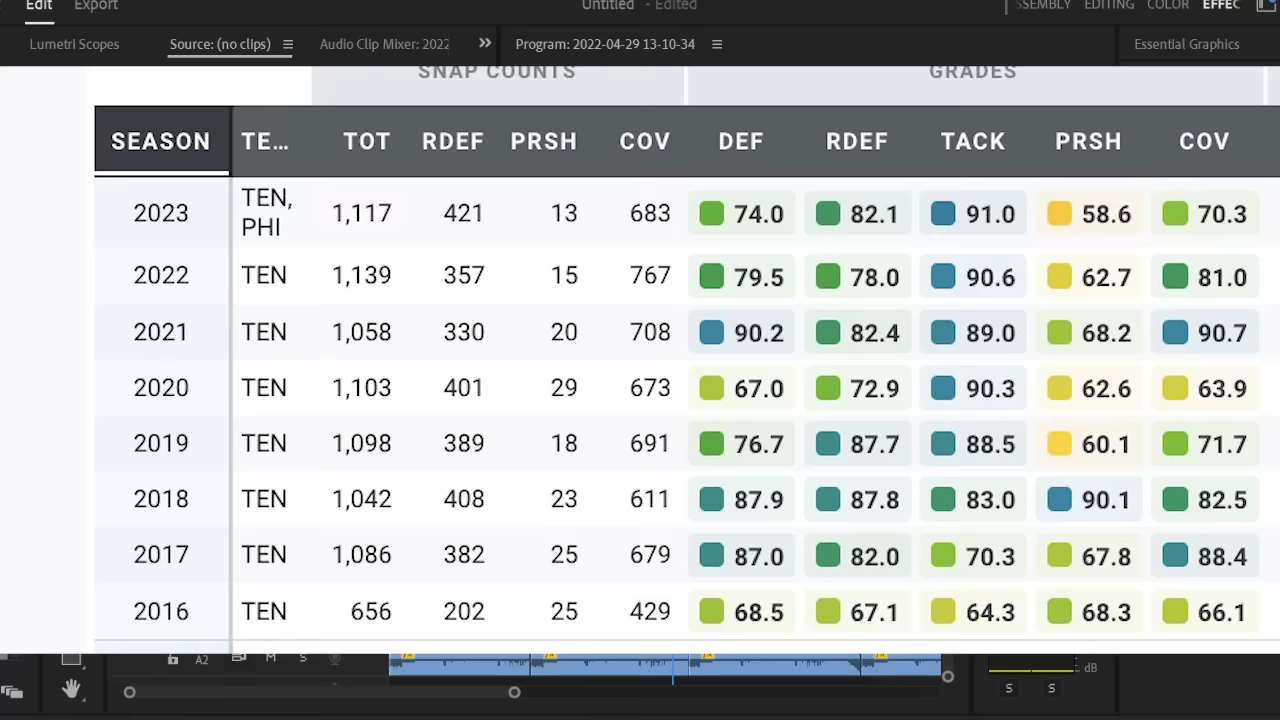 Edit Export Untitled - Edited SSEMBLY EDITING COLOR EFFEC
Lumetri Scopes Source: (no clips) Audio Clip Mixer: 2022 Program: 2022-04-29 13-10-34 Essential Graphics
SNAP COUNTS GRADES
SEASON TE... TOT RDEF PRSH COV DEF RDEF TACK PRSH COV
2023 TEN, PHI 1,117 421 13 683 74.0 82.1 91.0 58.6 70.3
2022 TEN 1,139 357 15 767 79.5 78.0 90.6 62.7 81.0
2021 TEN 1,058 330 20 708 90.2 82.4 89.0 68.2 90.7
2020 TEN 1,103 401 29 673 67.0 72.9 90.3 62.6 63.9
2019 TEN 1,098 389 18 691 76.7 87.7 88.5 60.1 71.7
2018 TEN 1,042 408 23 611 87.9 87.8 83.0 90.1 82.5
2017 TEN 1,086 382 25 679 87.0 82.0 70.3 67.8 88.4
2016 TEN 656 202 25 429 68.5 67.1 64.3 68.3 66.1
A2 M S fx fx fx fx dB
S S